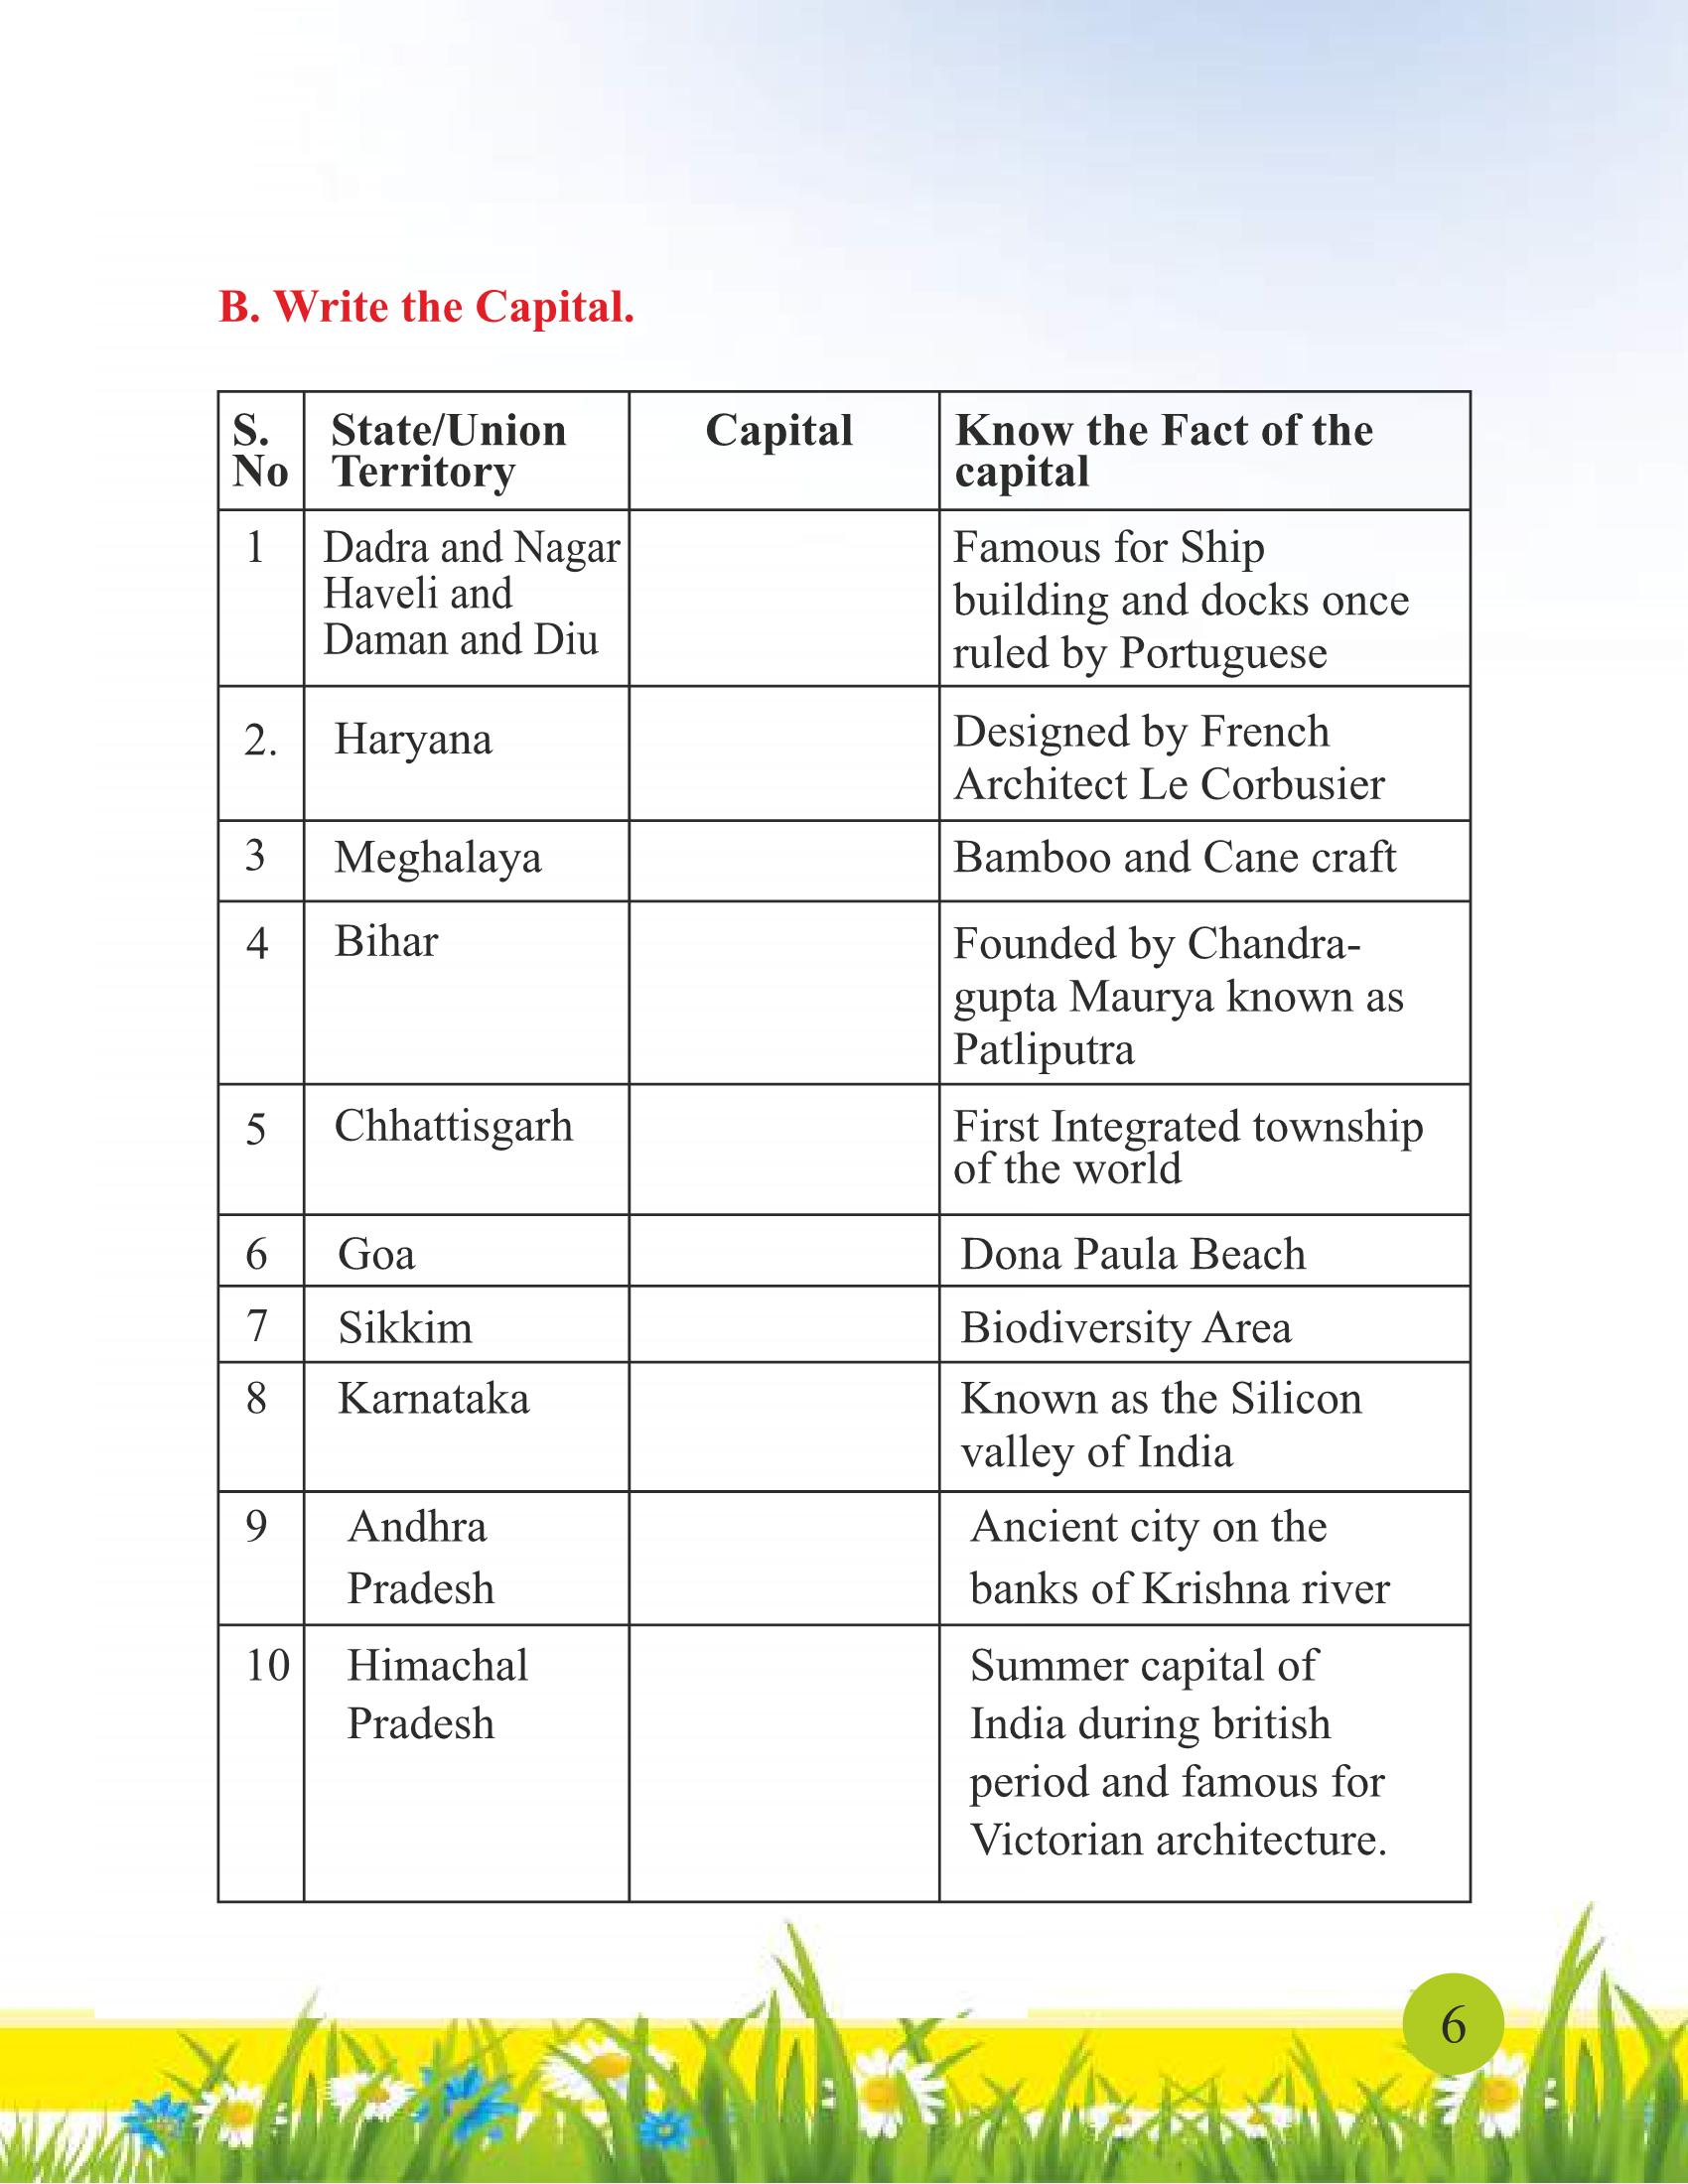 B. Write the Capital.
S.
No
State/Union
Territory
Capital
Know the Fact of the
capital
1
Dadra and Nagar
Haveli and
Daman and Diu
Famous for Ship
building and docks once
ruled by Portuguese
2.
Haryana
Designed by French
Architect Le Corbusier
3
Meghalaya
Bamboo and Cane craft
4
Bihar
Founded by Chandra-
gupta Maurya known as
Patliputra
5
Chhattisgarh
First Integrated township
of the world
6
Goa
Dona Paula Beach
7
Sikkim
Biodiversity Area
8
Karnataka
Known as the Silicon
valley of India
9
Andhra
Pradesh
Ancient city on the
banks of Krishna river
10
Himachal
Pradesh
Summer capital of
India during british
period and famous for
Victorian architecture.
6